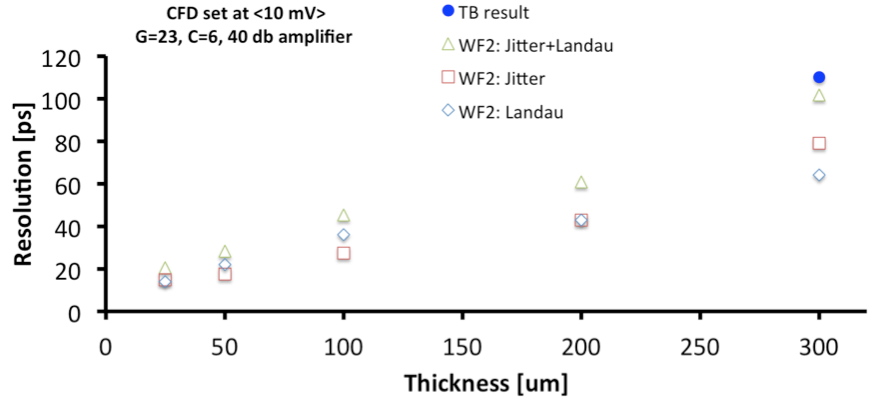 CFD set at <10 mV>
G=23, C=6, 40 db amplifier
TB result
WF2: Jitter+Landau
WF2: Jitter
WF2: Landau
Resolution [ps]
120
100
80
60
40
20
0
0 50 100 150 200 250 300
Thickness [um]